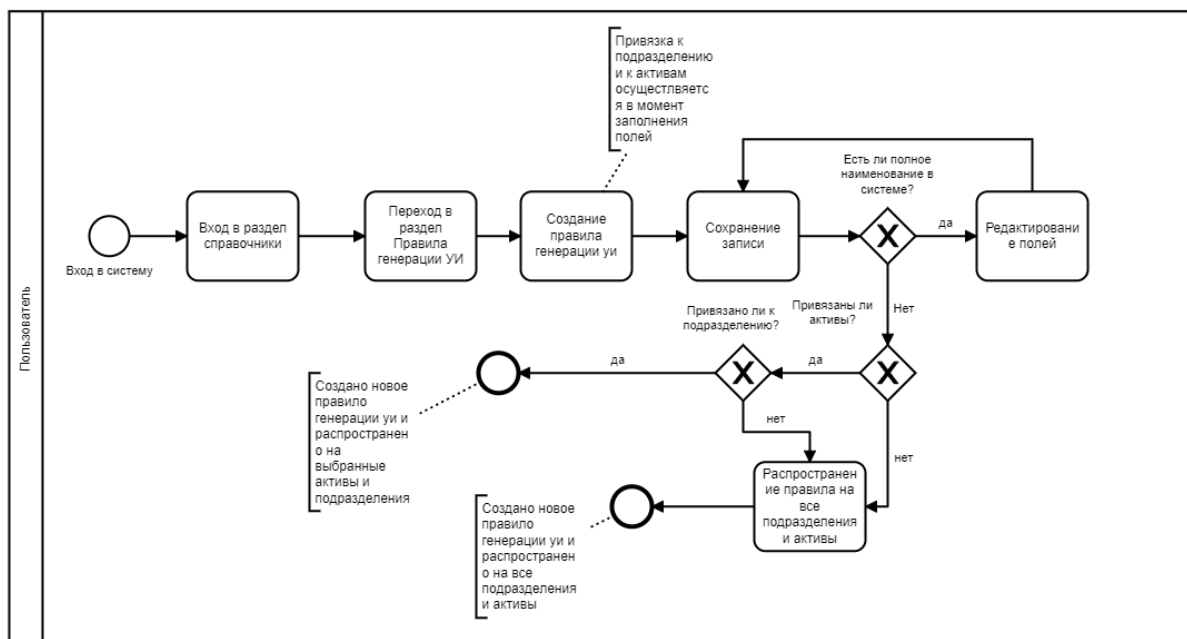 Пользователь
Привязка к
подразделению
и к активам
осущестлвяетс
я в момент
заполнения
полей
Вход в систему
Вход в раздел
справочники
Переход в
раздел
Правила
генерации УИ
Создание
правила
генерации уи
Сохранение
записи
Есть ли полное
наименование в
системе?
да
Редактировани
е полей
Нет
Привязаны ли
активы?
да
Привязано ли к
подразделению?
да
нет
нет
Создано новое
правило
генерации уи и
распространен
о на
выбранные
активы и
подразделения
Распространен
ие правила на
все
подразделения
и активы
Создано новое
правило
генерации уи и
распространен
о на все
подразделения
и активы